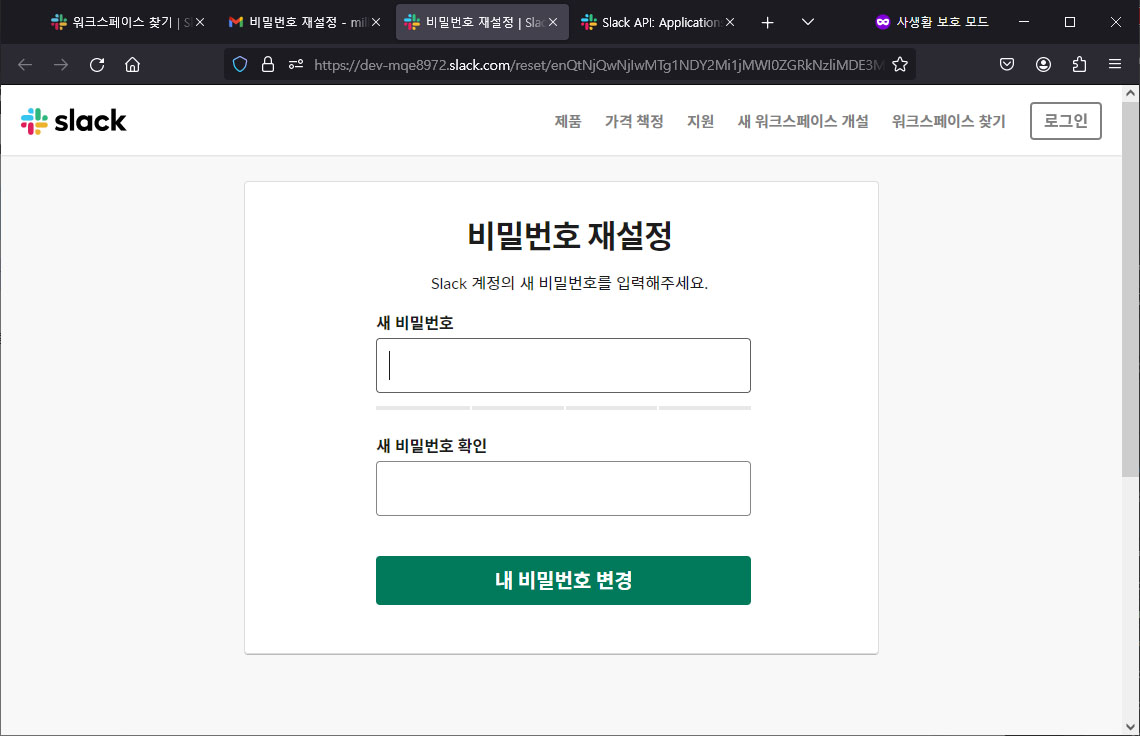 워크스페이스 찾기 | Sl
비밀번호 재설정 - mil
비밀번호 재설정 | Slac
Slack API: Application
사생활 보호 모드
https://dev-mqe8972.slack.com/reset/
slack
제품
가격 책정
지원
새 워크스페이스 개설
워크스페이스 찾기
로그인
비밀번호 재설정
Slack 계정의 새 비밀번호를 입력해주세요.
새 비밀번호
새 비밀번호 확인
내 비밀번호 변경